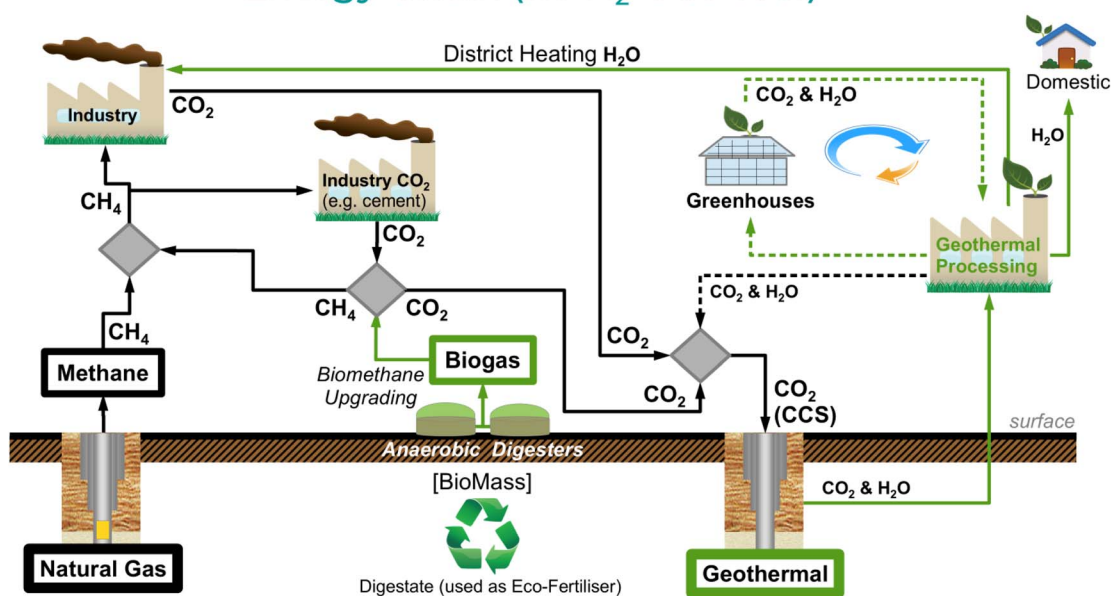 District Heating H₂O
Domestic
Industry
CO₂
CO₂ & H₂O
H₂O
Industry CO₂
(e.g. cement)
Greenhouses
CH₄
CO₂
Geothermal
Processing
CH₄
CO₂
CO₂ & H₂O
CH₄
Methane
Biomethane
Upgrading
Biogas
CO₂
CO₂
CO₂
(CCS)
surface
Anaerobic Digesters
[BioMass]
CO₂ & H₂O
Natural Gas
Digestate (used as Eco-Fertiliser)
Geothermal